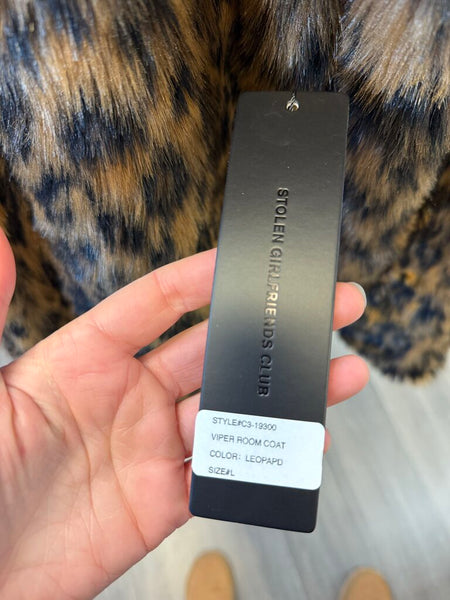 STOLEN GIRLFRIENDS CLUB
STYLE#C3-19300
VIPER ROOM COAT
COLOR: LEOPAPD
SIZE#L